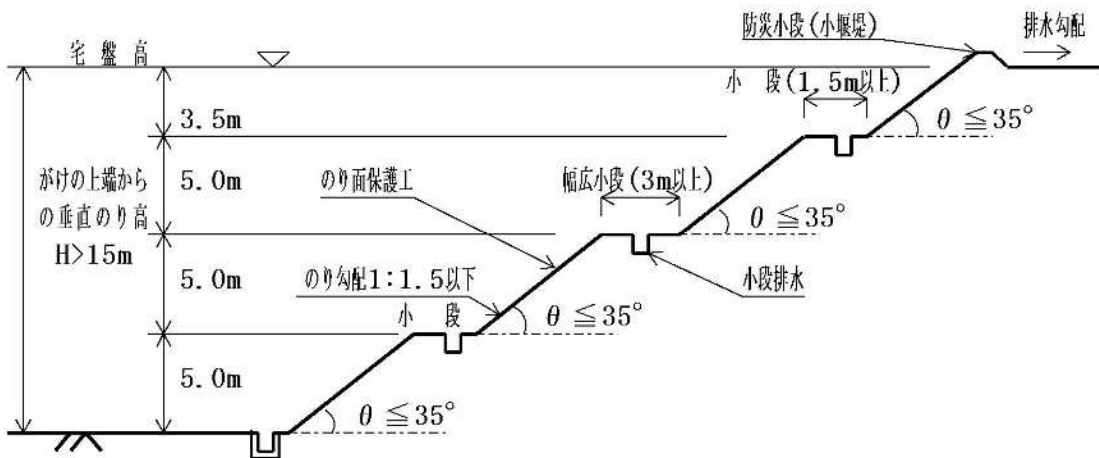 防災小段(小堰堤)
排水勾配
宅盤高
小 段(1,5m以上)
3.5m
θ≦35°
がけの上端から
の垂直のり高
H>15m
5.0m
のり面保護工
幅広小段(3m以上)
θ≦35°
5.0m
のり勾配1:1.5以下
小段排水
小 段
θ≦35°
5.0m
θ≦35°